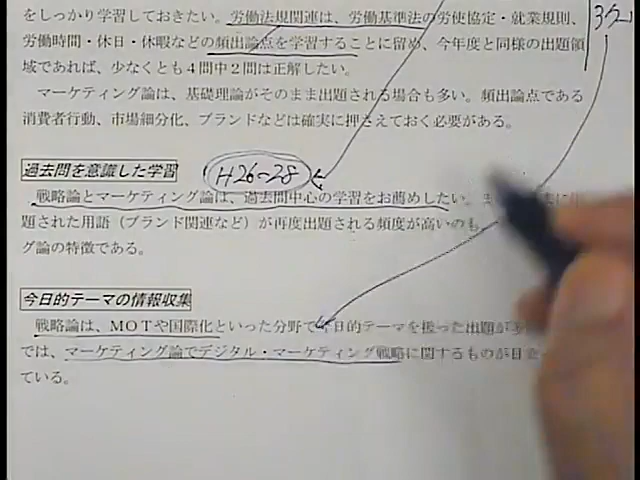 をしっかり学習しておきたい。労働法規関連は、労働基準法の労使協定・就業規則、
労働時間・休日・休暇などの頻出論点を学習することに留め、今年度と同様の出題領
域であれば、少なくとも4問中2問は正解したい。
マーケティング論は、基礎理論がそのまま出題される場合も多い。頻出論点である
消費者行動、市場細分化、ブランドなどは確実に押さえておく必要がある。
過去問を意識した学習
H26~28
戦略論とマーケティング論は、過去問中心の学習をお薦めしたい。ま
題された用語(ブランド関連など)が再度出題される頻度が高いのも
グ論の特徴である。
今日的テーマの情報収集
戦略論は、MOTや国際化といった分野で今日的テーマを扱った出題が多
では、マーケティング論でデジタル・マーケティング戦略に関するものが目立
ている。